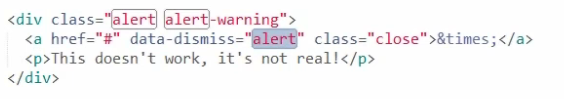 <div class="alert alert-warning">
<a href="#" data-dismiss="alert" class="close">&times;</a>
<p>This doesn't work, it's not real!</p>
</div>